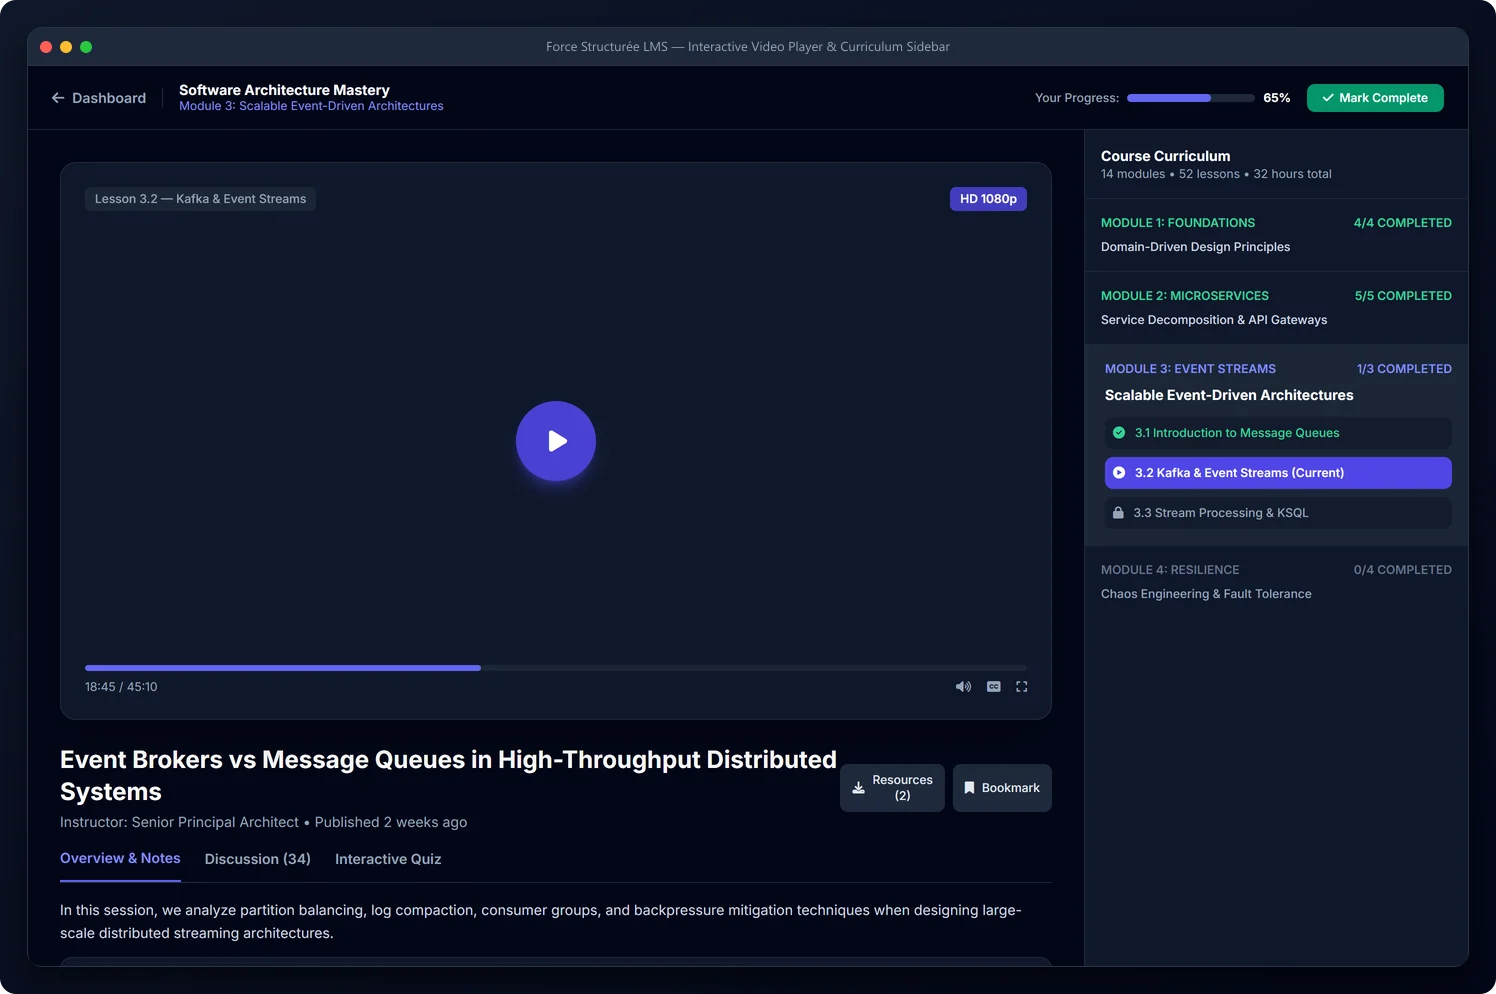 Force Structurée LMS — Interactive Video Player & Curriculum Sidebar
Dashboard
Software Architecture Mastery
Module 3: Scalable Event-Driven Architectures
Your Progress:
65%
Mark Complete
Lesson 3.2 — Kafka & Event Streams
HD 1080p
18:45 / 45:10
CC
Event Brokers vs Message Queues in High-Throughput Distributed
Systems
Instructor: Senior Principal Architect • Published 2 weeks ago
Resources
(2)
Bookmark
Overview & Notes
Discussion (34)
Interactive Quiz
In this session, we analyze partition balancing, log compaction, consumer groups, and backpressure mitigation techniques when designing large-
scale distributed streaming architectures.
Course Curriculum
14 modules • 52 lessons • 32 hours total
MODULE 1: FOUNDATIONS
4/4 COMPLETED
Domain-Driven Design Principles
MODULE 2: MICROSERVICES
5/5 COMPLETED
Service Decomposition & API Gateways
MODULE 3: EVENT STREAMS
1/3 COMPLETED
Scalable Event-Driven Architectures
3.1 Introduction to Message Queues
3.2 Kafka & Event Streams (Current)
3.3 Stream Processing & KSQL
MODULE 4: RESILIENCE
0/4 COMPLETED
Chaos Engineering & Fault Tolerance